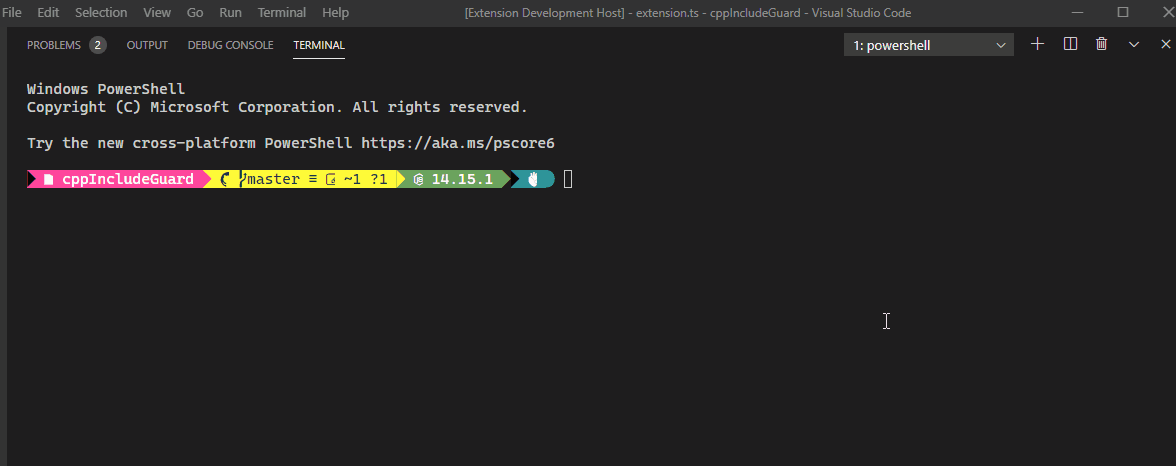 File Edit Selection View Go Run Terminal Help [Extension Development Host] - extension.ts - cppIncludeGuard - Visual Studio Code
PROBLEMS 2 OUTPUT DEBUG CONSOLE TERMINAL 1: powershell
Windows PowerShell
Copyright (C) Microsoft Corporation. All rights reserved.
Try the new cross-platform PowerShell https://aka.ms/pscore6
cppIncludeGuard master ≡ ~1 ?1 14.15.1